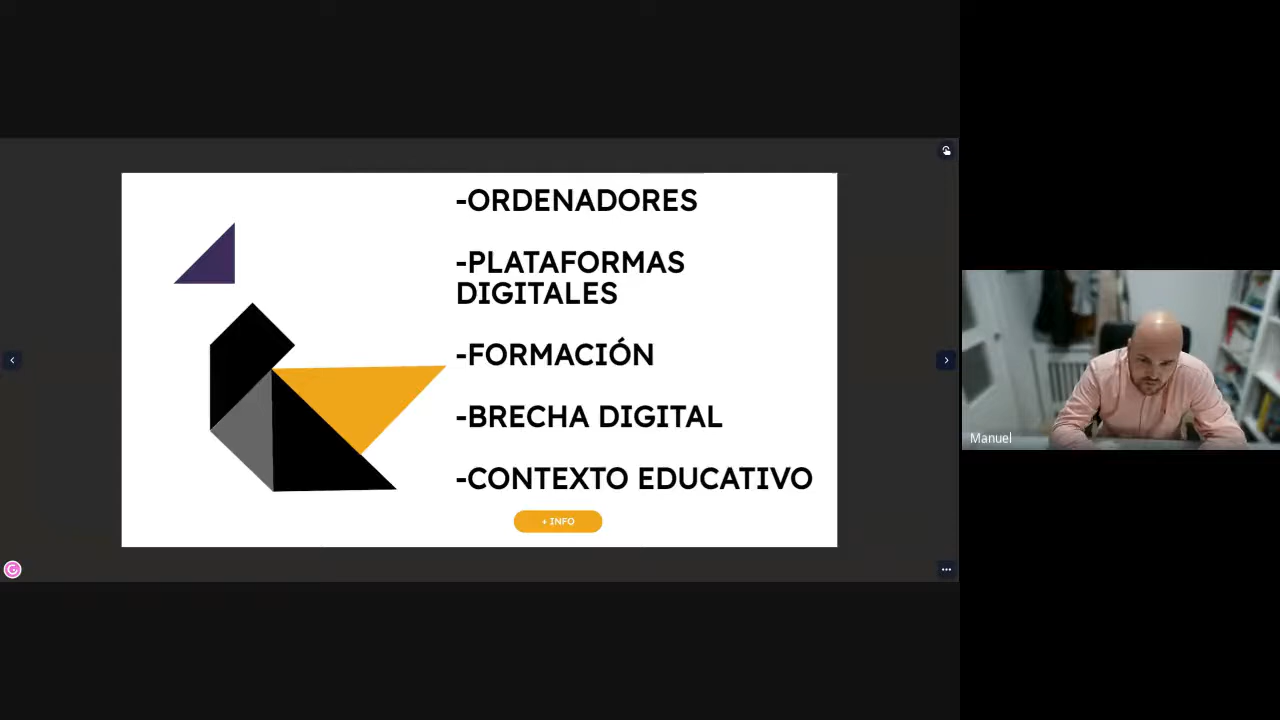 -ORDENADORES
-PLATAFORMAS
DIGITALES
-FORMACIÓN
-BRECHA DIGITAL
-CONTEXTO EDUCATIVO
+ INFO
Manuel